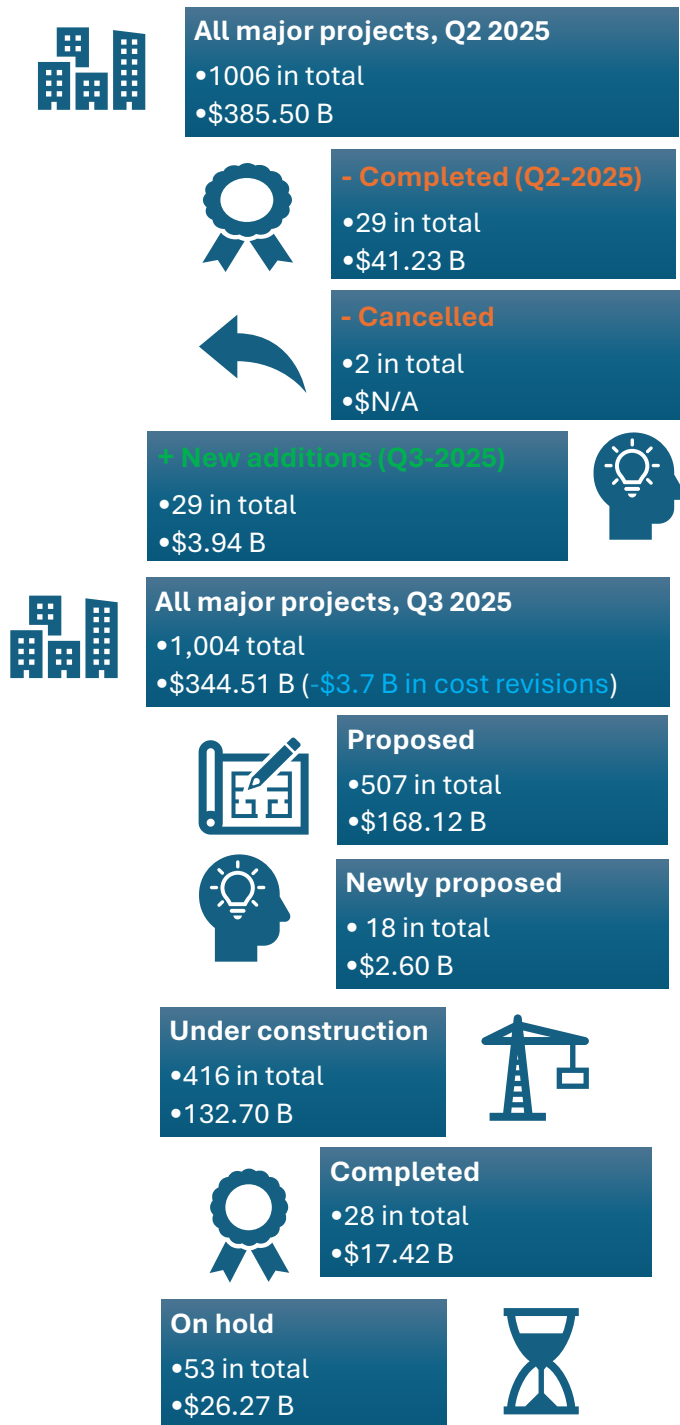 All major projects, Q2 2025
•1006 in total
•$385.50 B
- Completed (Q2-2025)
•29 in total
•$41.23 B
- Cancelled
•2 in total
•$N/A
+ New additions (Q3-2025)
•29 in total
•$3.94 B
All major projects, Q3 2025
•1,004 total
•$344.51 B (-$3.7 B in cost revisions)
Proposed
•507 in total
•$168.12 B
Newly proposed
• 18 in total
•$2.60 B
Under construction
•416 in total
•132.70 B
Completed
•28 in total
•$17.42 B
On hold
•53 in total
•$26.27 B